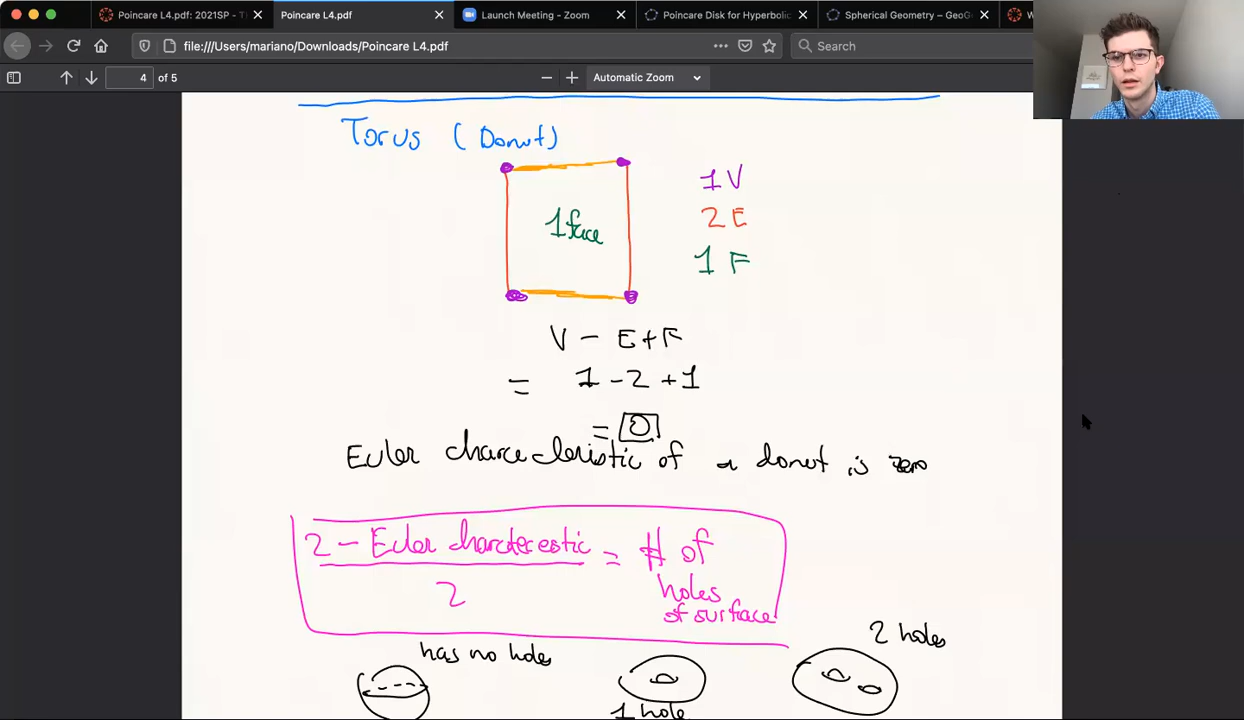 Poincare L4.pdf: 2021SP - T
Poincare L4.pdf
Launch Meeting - Zoom
Poincare Disk for Hyperbolic
Spherical Geometry – GeoG
W
file:///Users/mariano/Downloads/Poincare L4.pdf
Search
4 of 5
Automatic Zoom
Torus (Donut)
1 V
2 E
1 face
1 F
V - E + F
= 1 - 2 + 1
= 0
Euler charecteristic of a donut is zero
2 - Euler charecterestic = # of
2
holes
of surface
2 holes
has no holes
1 hole